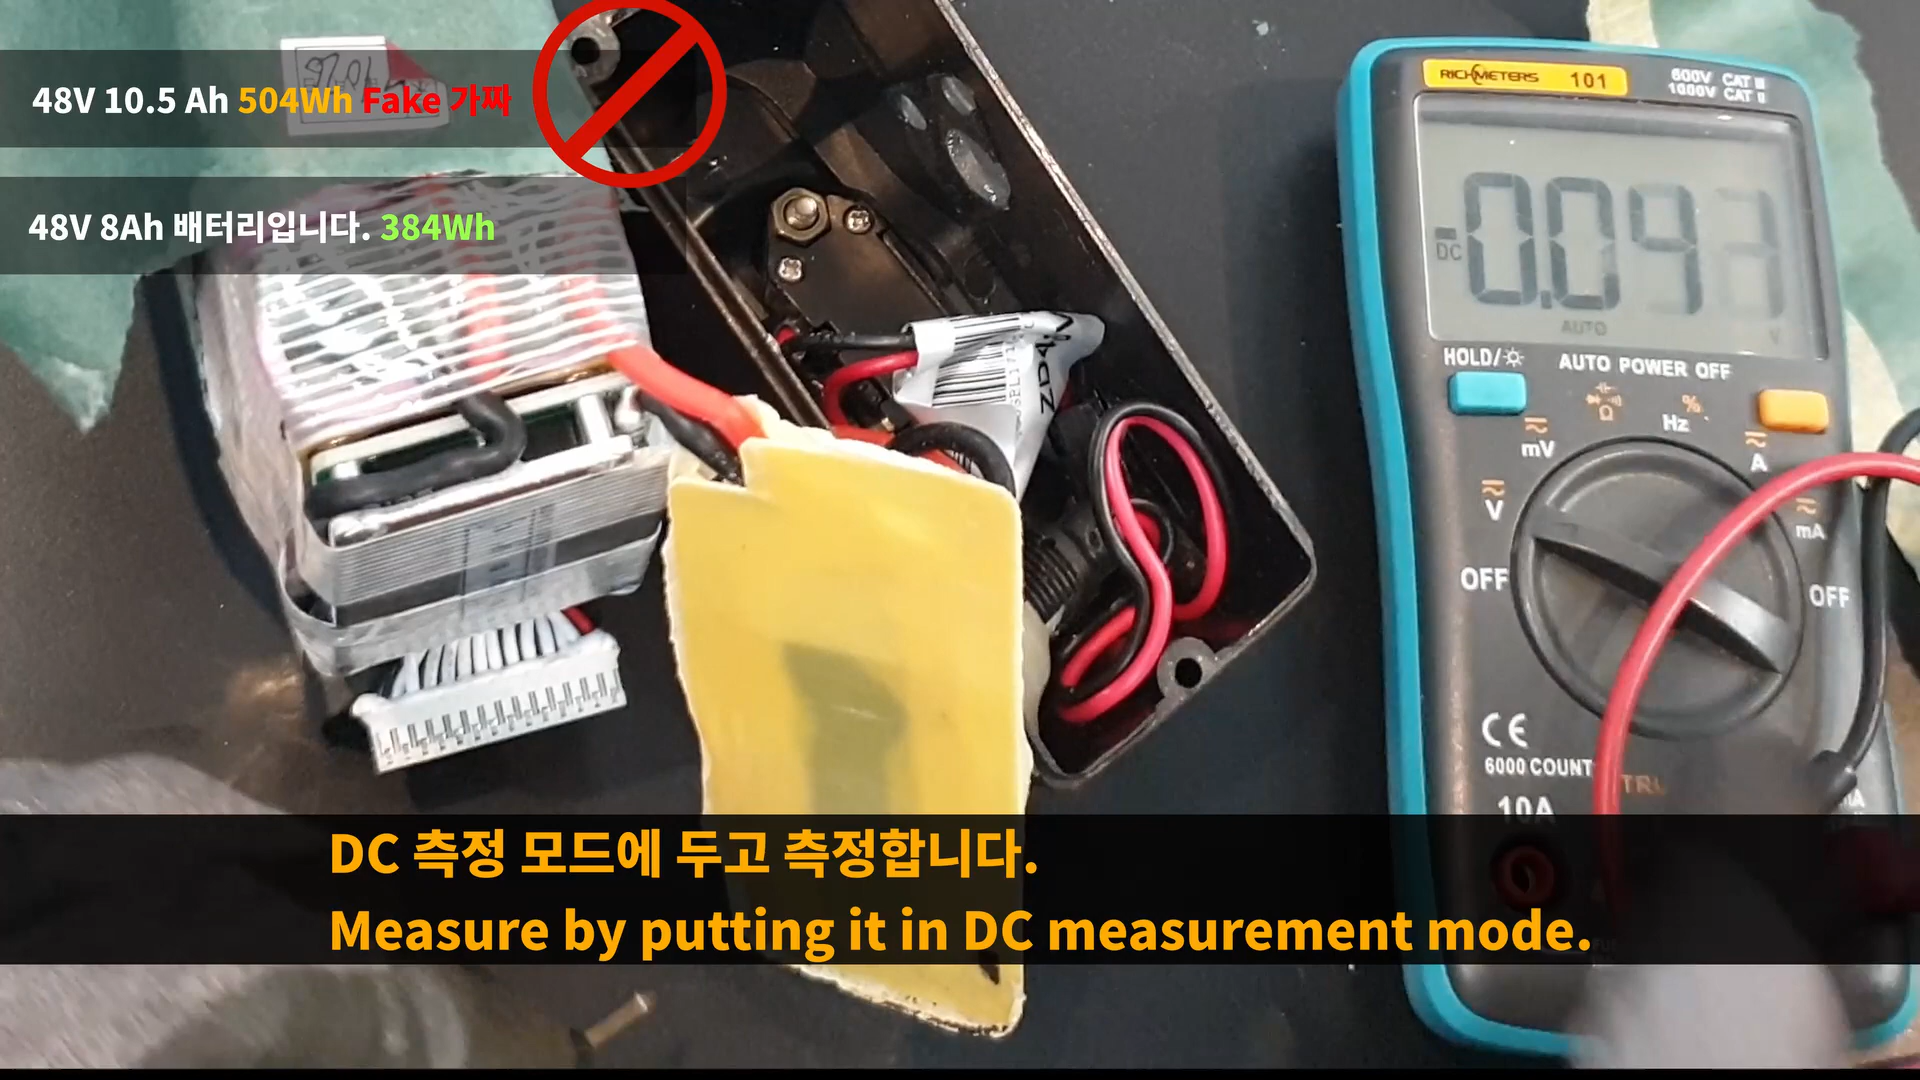 48V 10.5 Ah 504Wh Fake 가짜
48V 8Ah 배터리입니다. 384Wh
RICHMETERS 101
600V CAT III
1000V CAT II
DC
AUTO
V
HOLD/
AUTO POWER OFF
mV
Ω
%
Hz
A
V
mA
OFF
OFF
CE
6000 COUNT
TRU
10A
DC 측정 모드에 두고 측정합니다.
Measure by putting it in DC measurement mode.